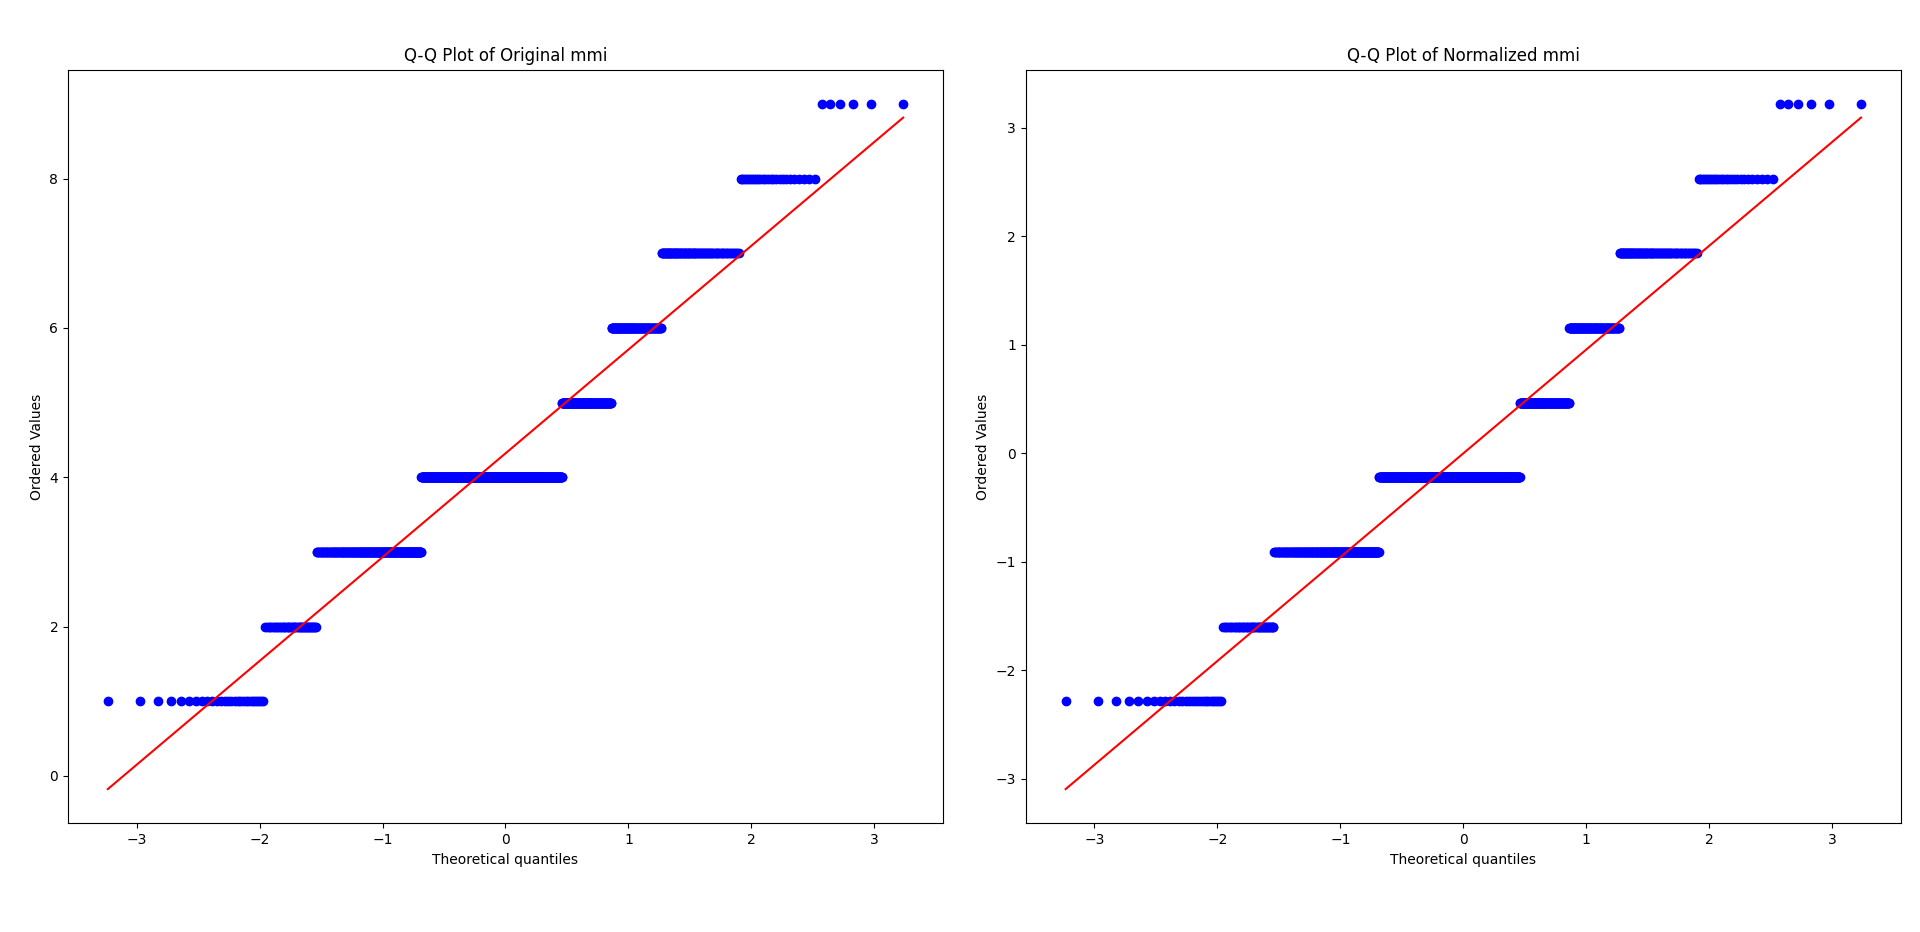 Q-Q Plot of Original mmi
Ordered Values
8
6
4
2
0
−3 −2 −1 0 1 2 3
Theoretical quantiles
Q-Q Plot of Normalized mmi
Ordered Values
3
2
1
0
−1
−2
−3
−3 −2 −1 0 1 2 3
Theoretical quantiles